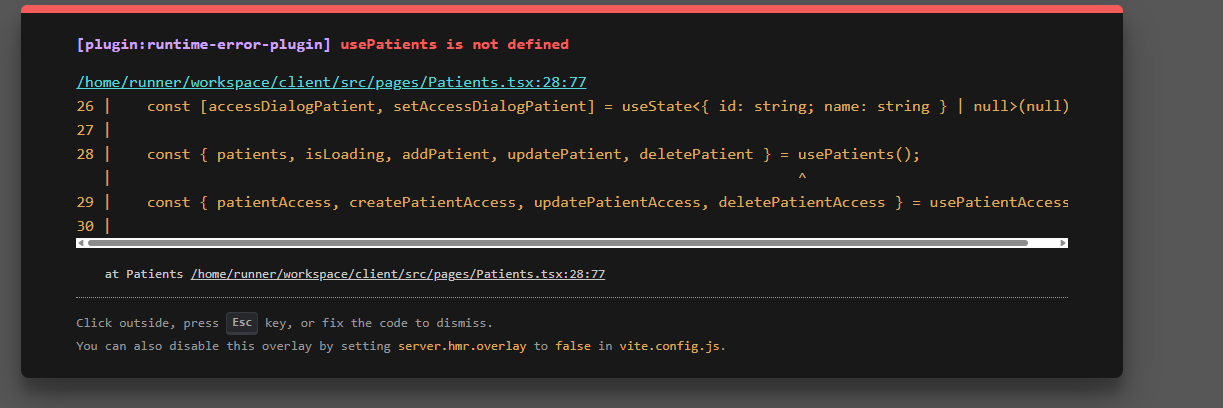 [plugin:runtime-error-plugin] usePatients is not defined
/home/runner/workspace/client/src/pages/Patients.tsx:28:77
26 |    const [accessDialogPatient, setAccessDialogPatient] = useState<{ id: string; name: string } | null>(null)
27 |
28 |    const { patients, isLoading, addPatient, updatePatient, deletePatient } = usePatients();
   |                                                                              ^
29 |    const { patientAccess, createPatientAccess, updatePatientAccess, deletePatientAccess } = usePatientAccess
30 |
at Patients /home/runner/workspace/client/src/pages/Patients.tsx:28:77
Click outside, press Esc key, or fix the code to dismiss.
You can also disable this overlay by setting server.hmr.overlay to false in vite.config.js.